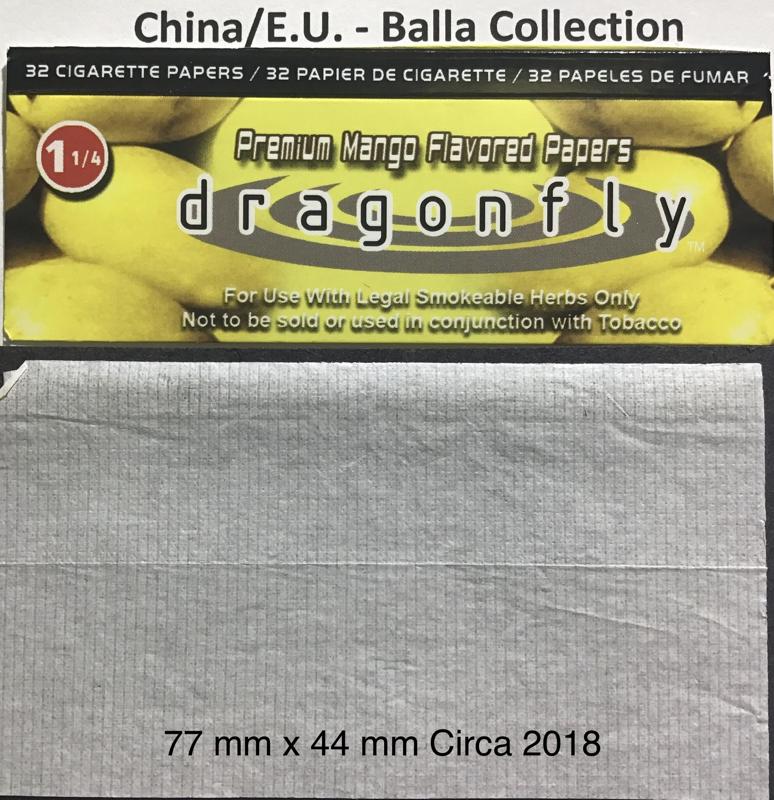 China/E.U. - Balla Collection
32 CIGARETTE PAPERS / 32 PAPIER DE CIGARETTE / 32 PAPELES DE FUMAR
1 1/4
Premium Mango Flavored Papers
dragonfly
TM
For Use With Legal Smokeable Herbs Only
Not to be sold or used in conjunction with Tobacco
77 mm x 44 mm Circa 2018